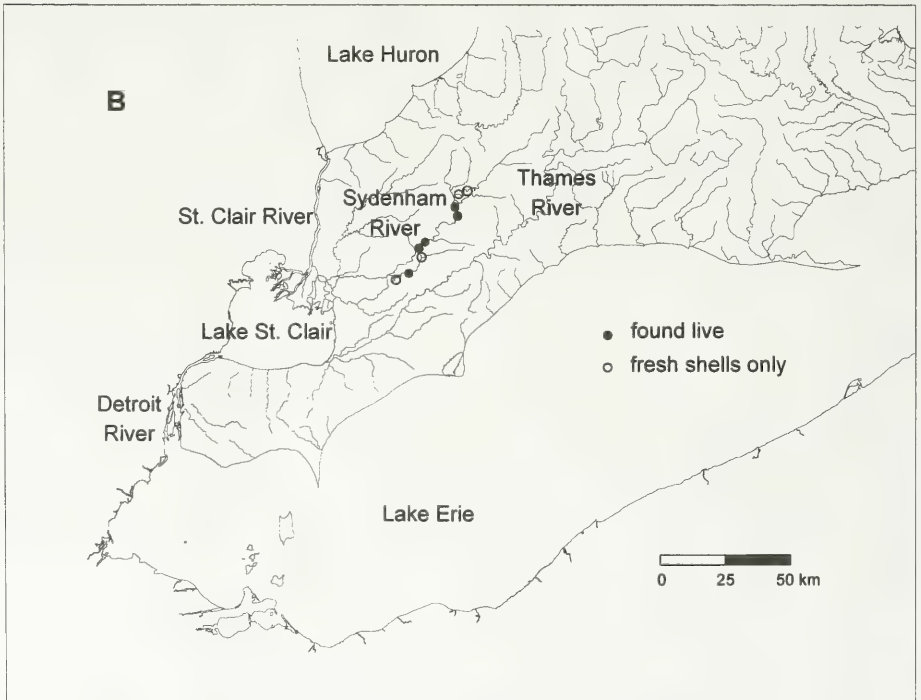 Lake Huron
B
Thames
River
Sydenham
River
St. Clair River
Lake St. Clair
found live
fresh shells only
Detroit
River
Lake Erie
0 25 50 km